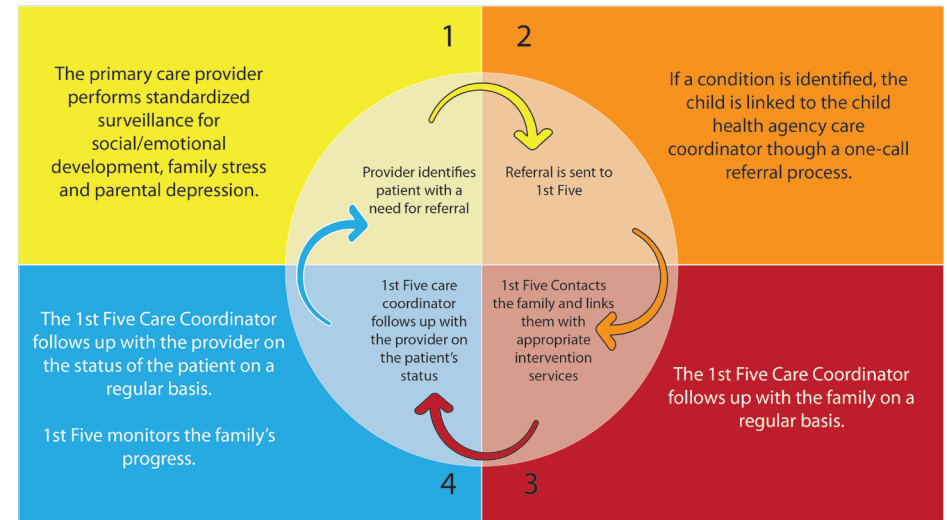 1
The primary care provider
performs standardized
surveillance for
social/emotional
development, family stress
and parental depression.
Provider identifies
patient with a
need for referral
2
If a condition is identified, the
child is linked to the child
health agency care
coordinator though a one-call
referral process.
Referral is sent to
1st Five
1st Five Contacts
the family and links
them with
appropriate
intervention
services
The 1st Five Care Coordinator
follows up with the family on a
regular basis.
3
1st Five care
coordinator
follows up with
the provider on
the patient's
status
The 1st Five Care Coordinator
follows up with the provider on
the status of the patient on a
regular basis.
1st Five monitors the family's
progress.
4